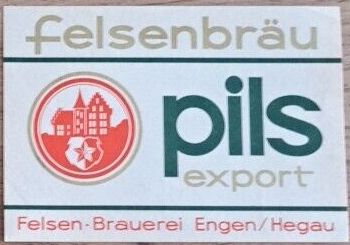 felsenbräu
pils
export
Felsen-Brauerei Engen/Hegau